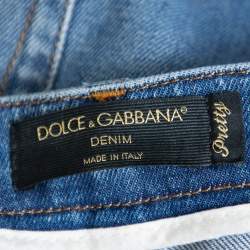 DOLCE & GABBANA®
DENIM
MADE IN ITALY
Pretty